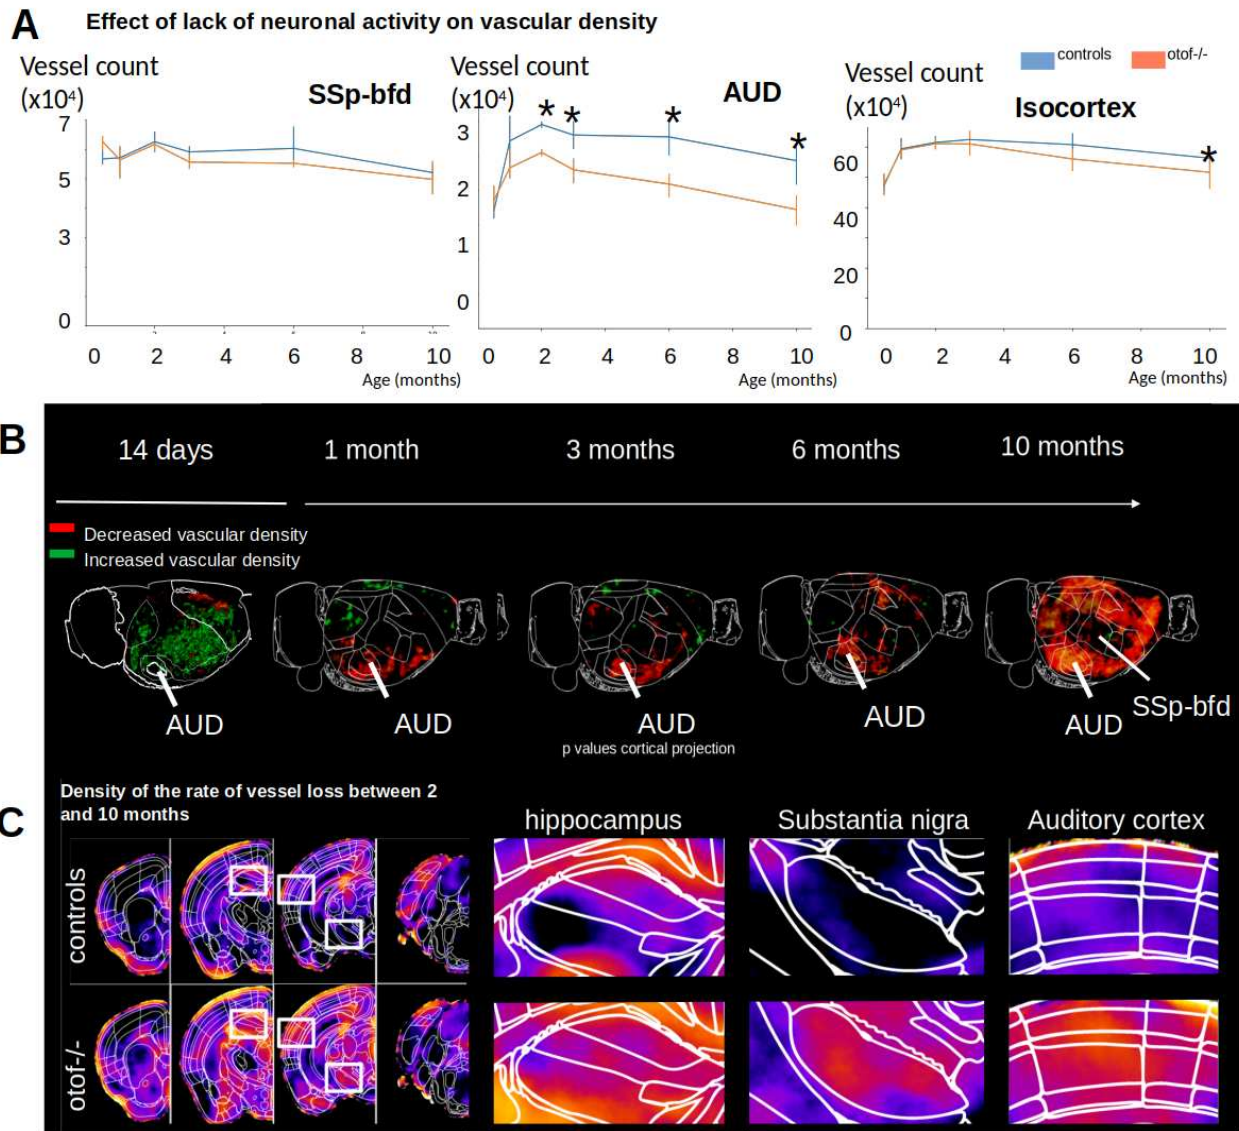 A
Effect of lack of neuronal activity on vascular density
controls
otof-/-
Vessel count
(x10⁴)
SSp-bfd
7
5
3
0
0 2 4 6 8 10
Age (months)
Vessel count
(x10⁴)
AUD
* * * *
3
2
1
0
0 2 4 6 8 10
Age (months)
Vessel count
(x10⁴)
Isocortex
*
60
40
20
0
0 2 4 6 8 10
Age (months)
B
14 days
1 month
3 months
6 months
10 months
Decreased vascular density
Increased vascular density
AUD
AUD
AUD
AUD
AUD
SSp-bfd
p values cortical projection
C
Density of the rate of vessel loss between 2
and 10 months
hippocampus
Substantia nigra
Auditory cortex
controls
otof-/-